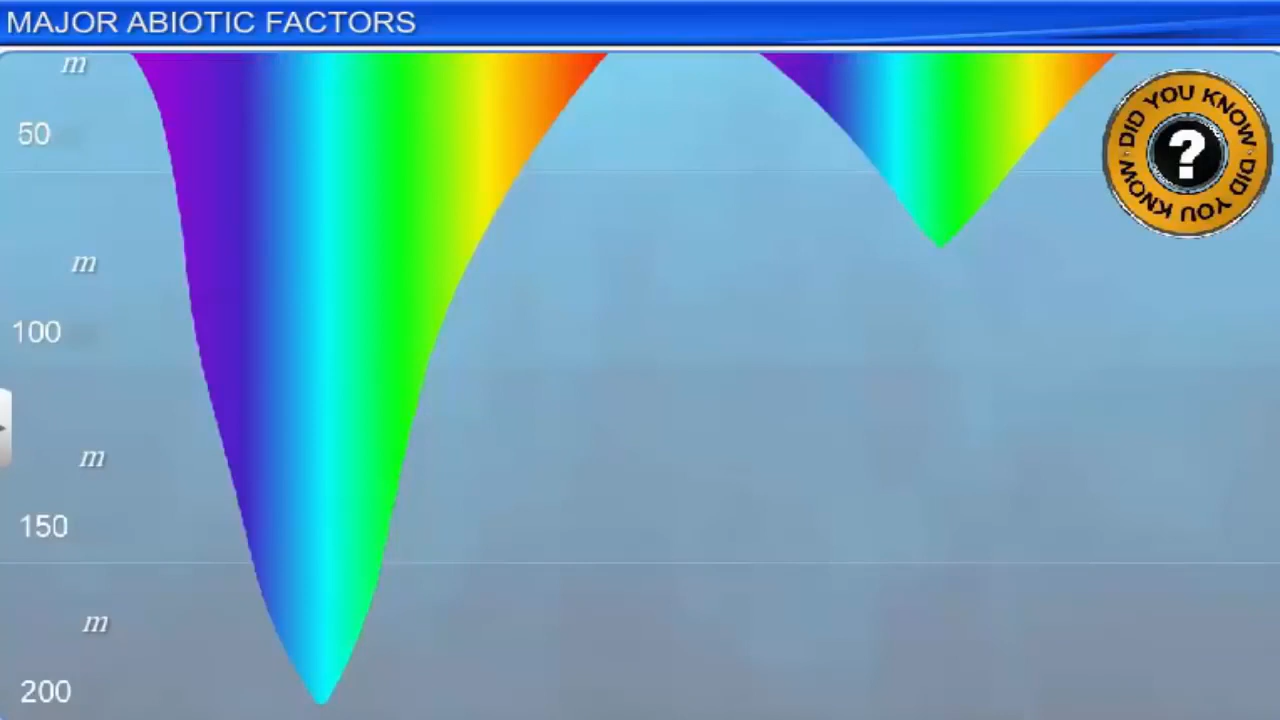 MAJOR ABIOTIC FACTORS
m
50
m
100
m
150
m
200
DID YOU KNOW · DID YOU KNOW ·
?